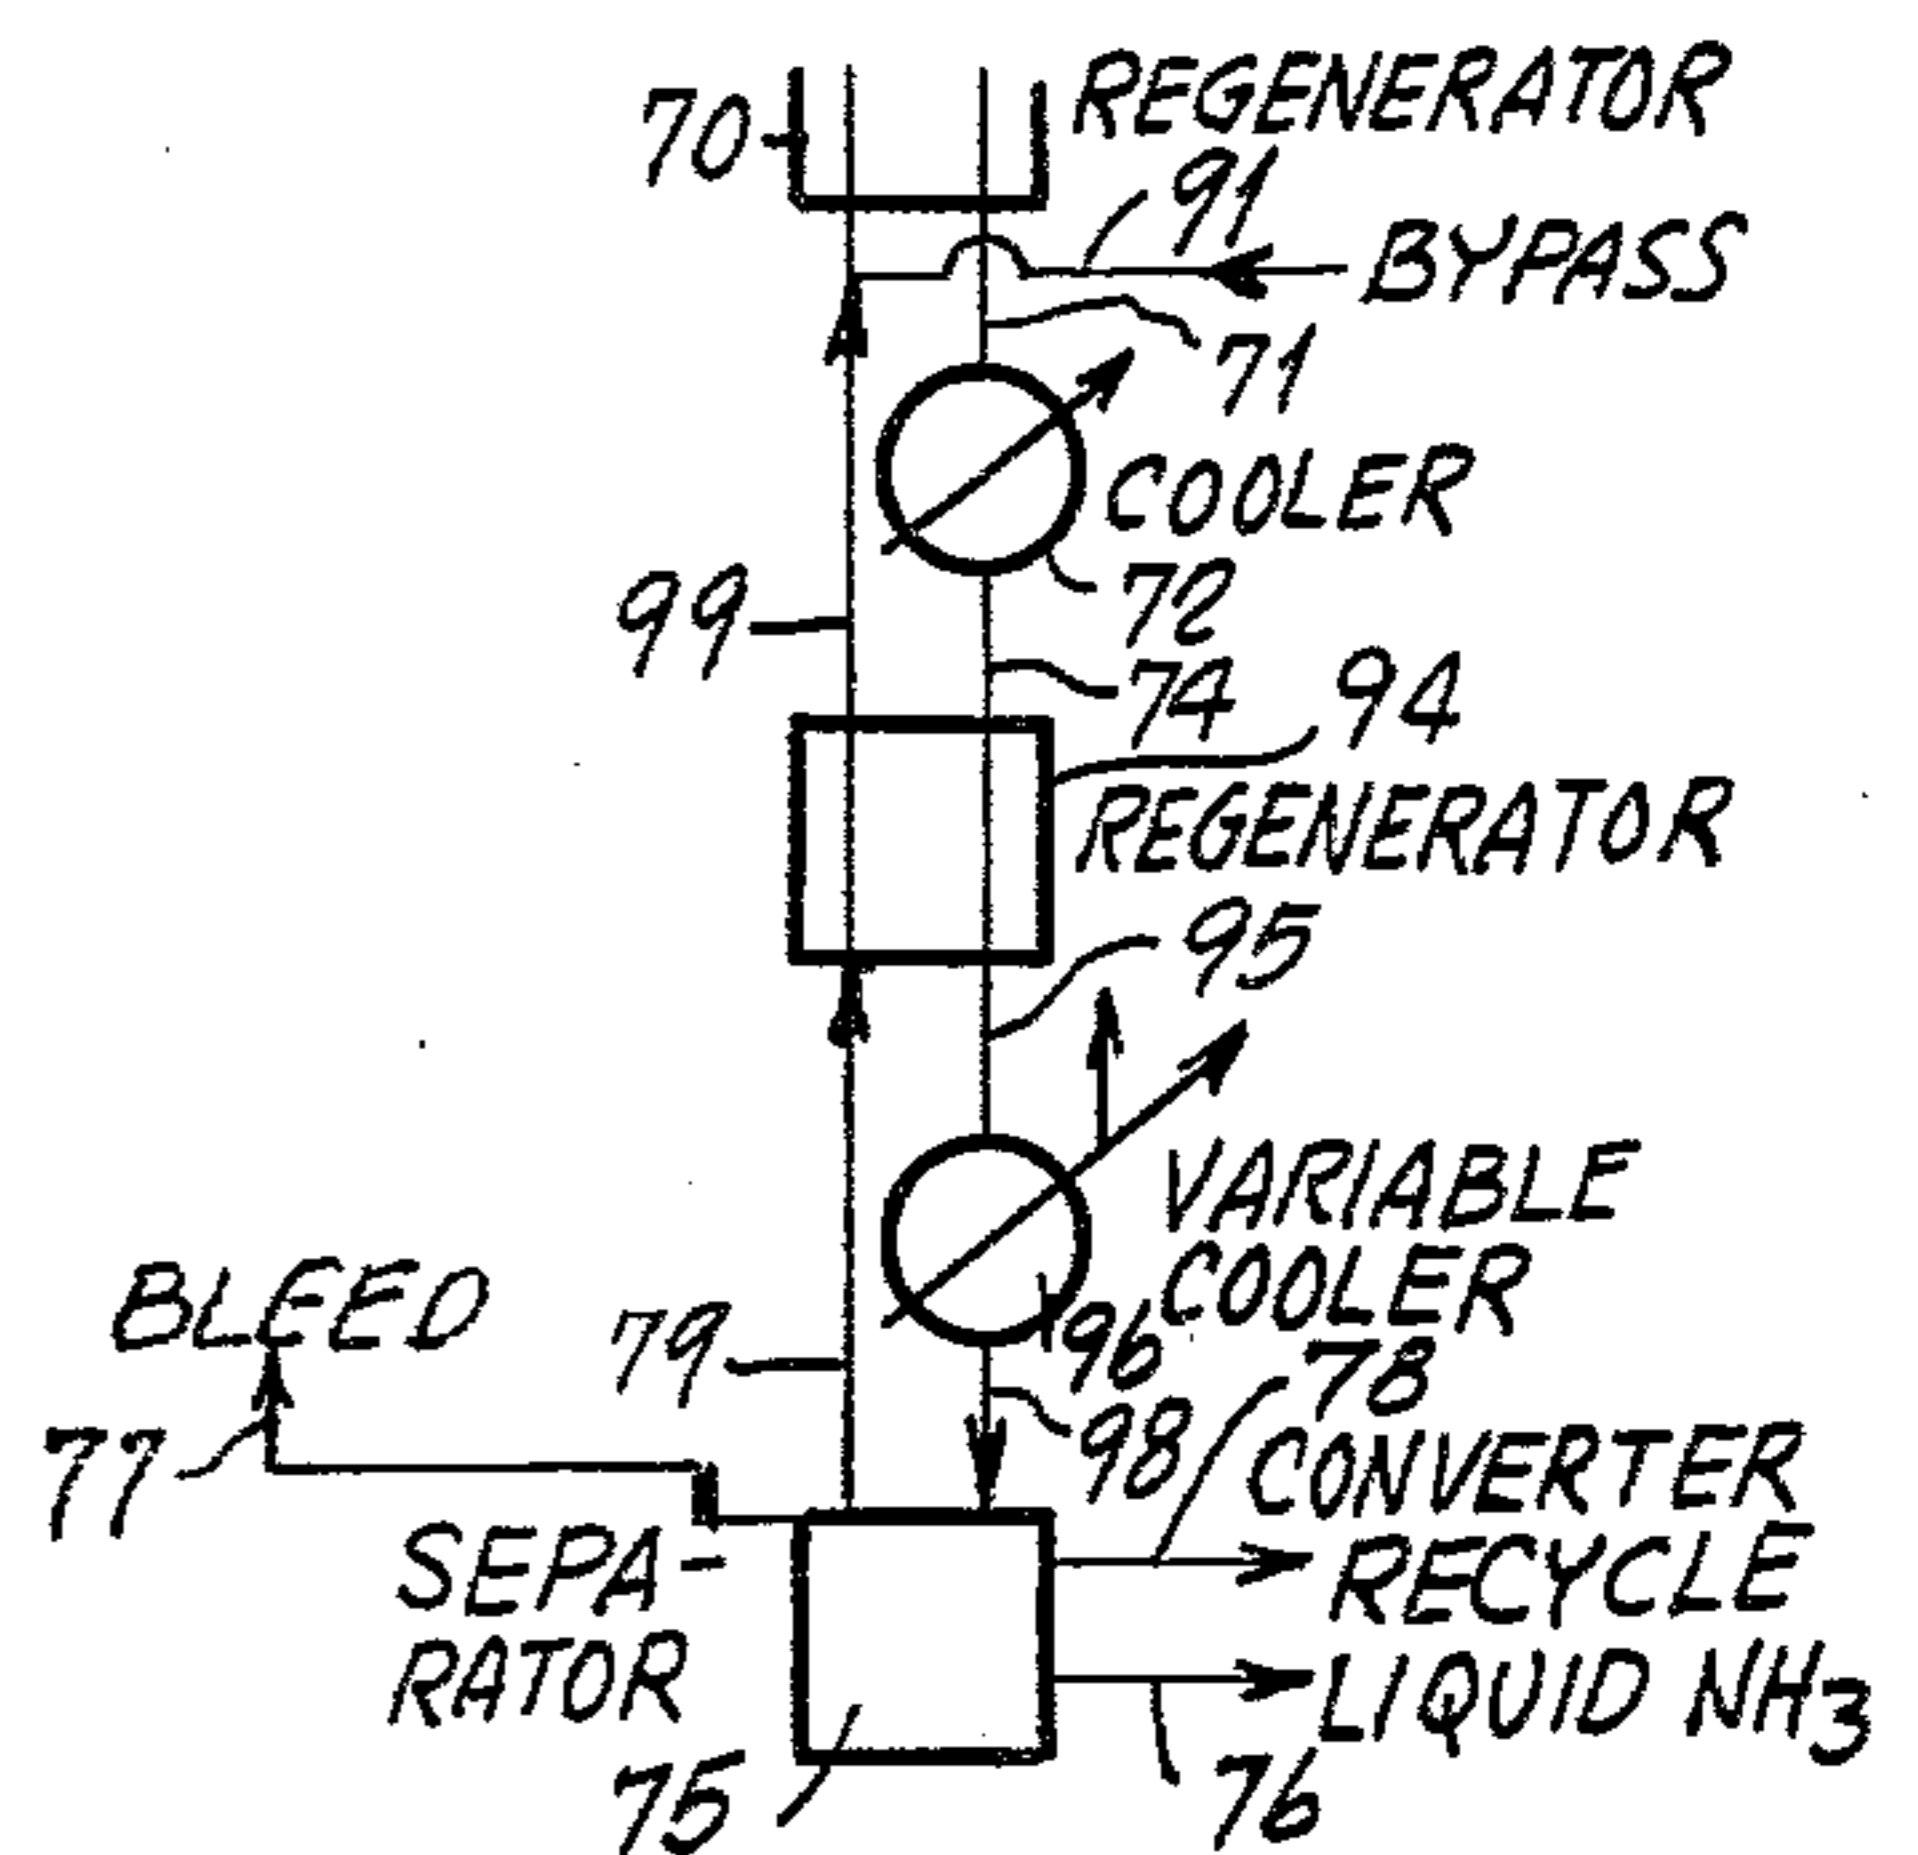 REGENERATOR
70
91
BYPASS
71
COOLER
72
99
74
94
REGENERATOR
95
VARIABLE
COOLER
96
BLEED
79
78
98
77
CONVERTER
RECYCLE
SEPA-
RATOR
LIQUID NH3
75
76